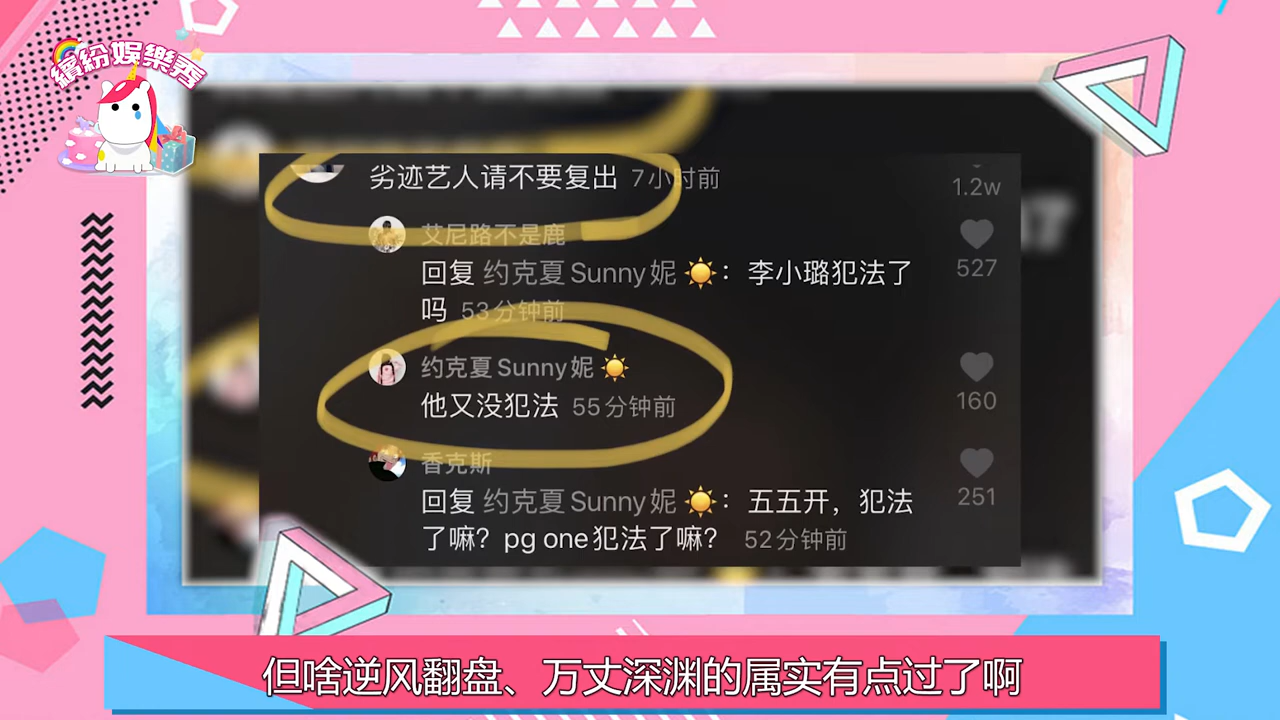 繽紛娛樂秀
劣迹艺人请不要复出 7小时前
1.2w
艾尼路不是鹿
回复 约克夏Sunny妮☀️：李小璐犯法了
吗 53分钟前
527
约克夏Sunny妮☀️
他又没犯法 55分钟前
160
香克斯
回复 约克夏Sunny妮☀️：五五开，犯法
了嘛？pg one犯法了嘛？ 52分钟前
251
但啥逆风翻盘、万丈深渊的属实有点过了啊